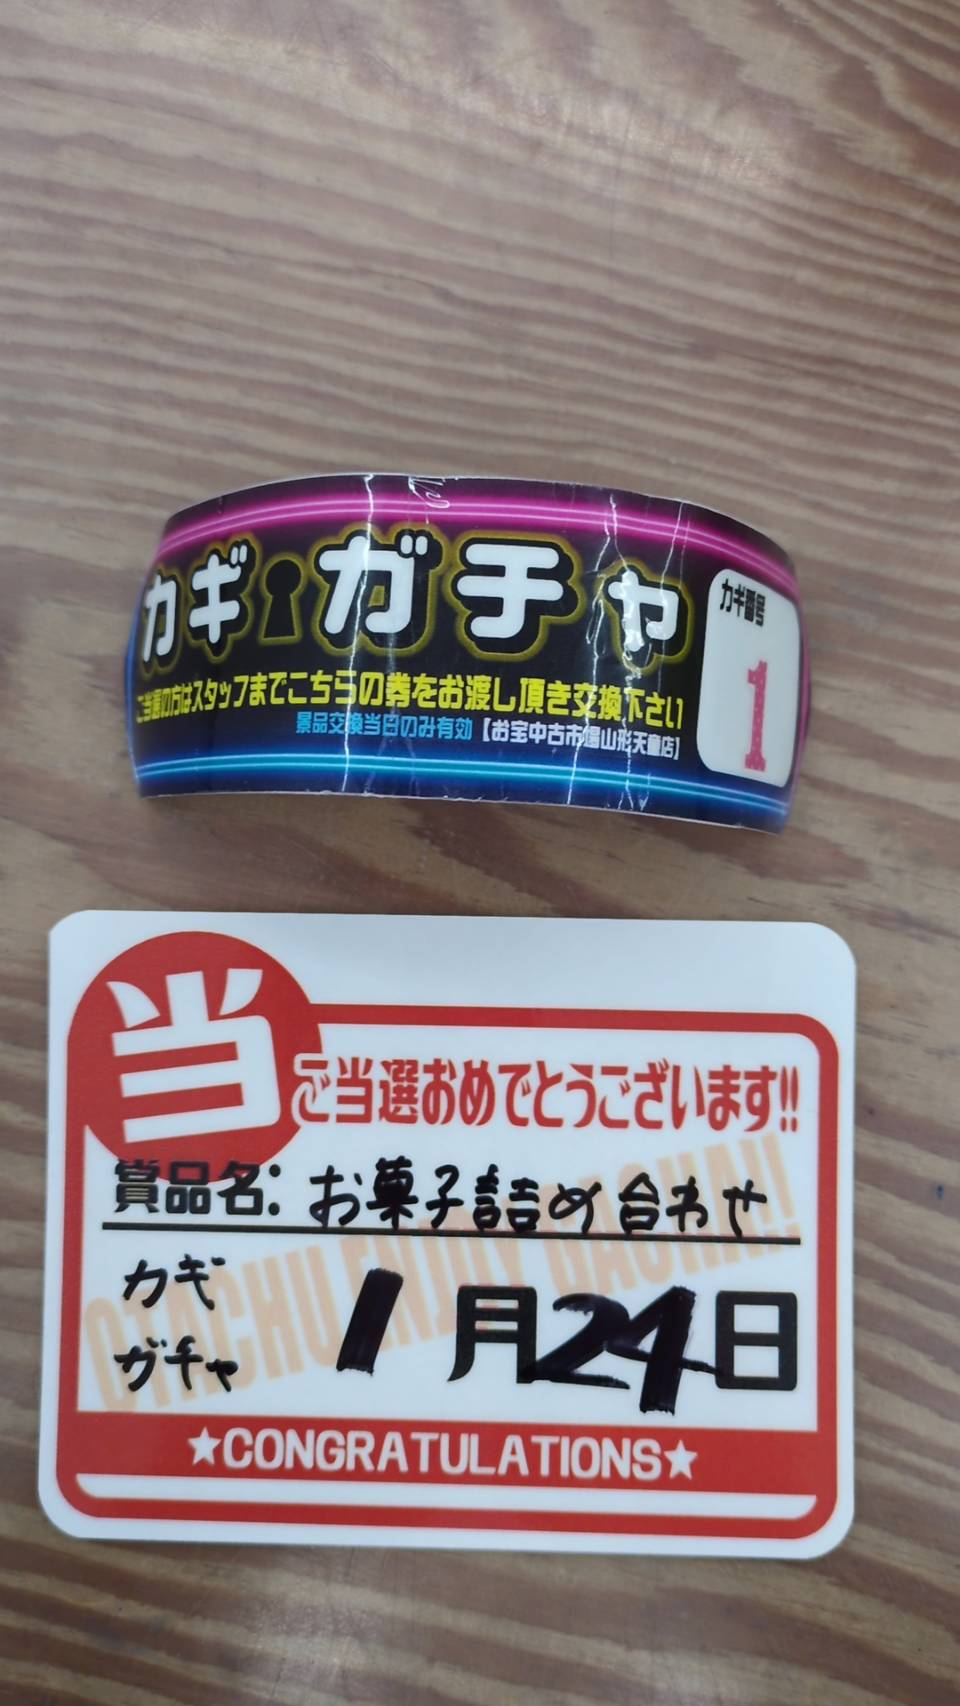 カギガチャ
カギ番号
1
ご当選の方はスタッフまでこちらの券をお渡し頂き交換下さい
景品交換当日のみ有効【お宝中古市場山形天童店】
当
ご当選おめでとうございます!!
賞品名:お菓子詰め合わせ
カギ
ガチャ
1月24日
OTACHU ENJOY GACHA!!
★CONGRATULATIONS★